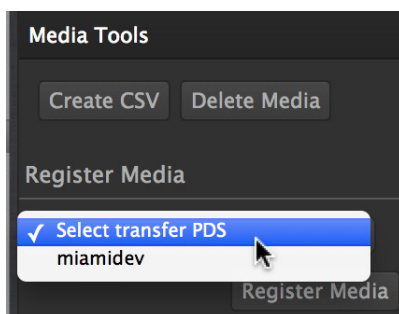 Media Tools
Create CSV Delete Media
Register Media
✓ Select transfer PDS
miamidev
Register Media